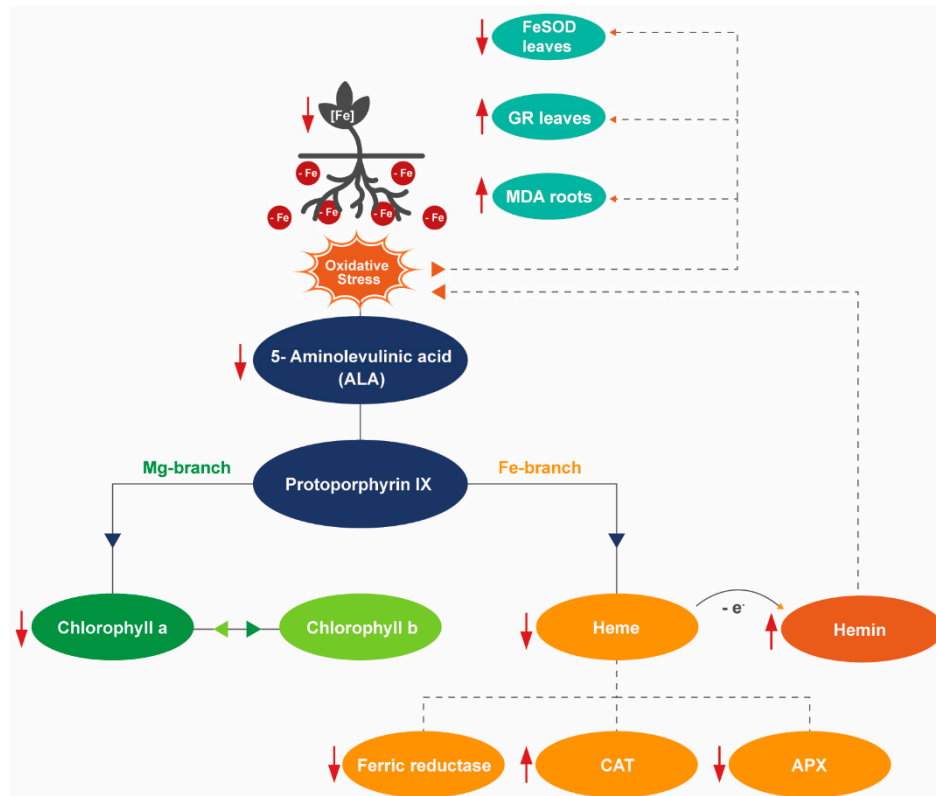 FeSOD
leaves
[Fe]
GR leaves
- Fe
- Fe
MDA roots
- Fe
- Fe
- Fe
- Fe
Oxidative
Stress
5- Aminolevulinic acid
(ALA)
Mg-branch
Fe-branch
Protoporphyrin IX
- e⁻
Chlorophyll a
Chlorophyll b
Heme
Hemin
Ferric reductase
CAT
APX